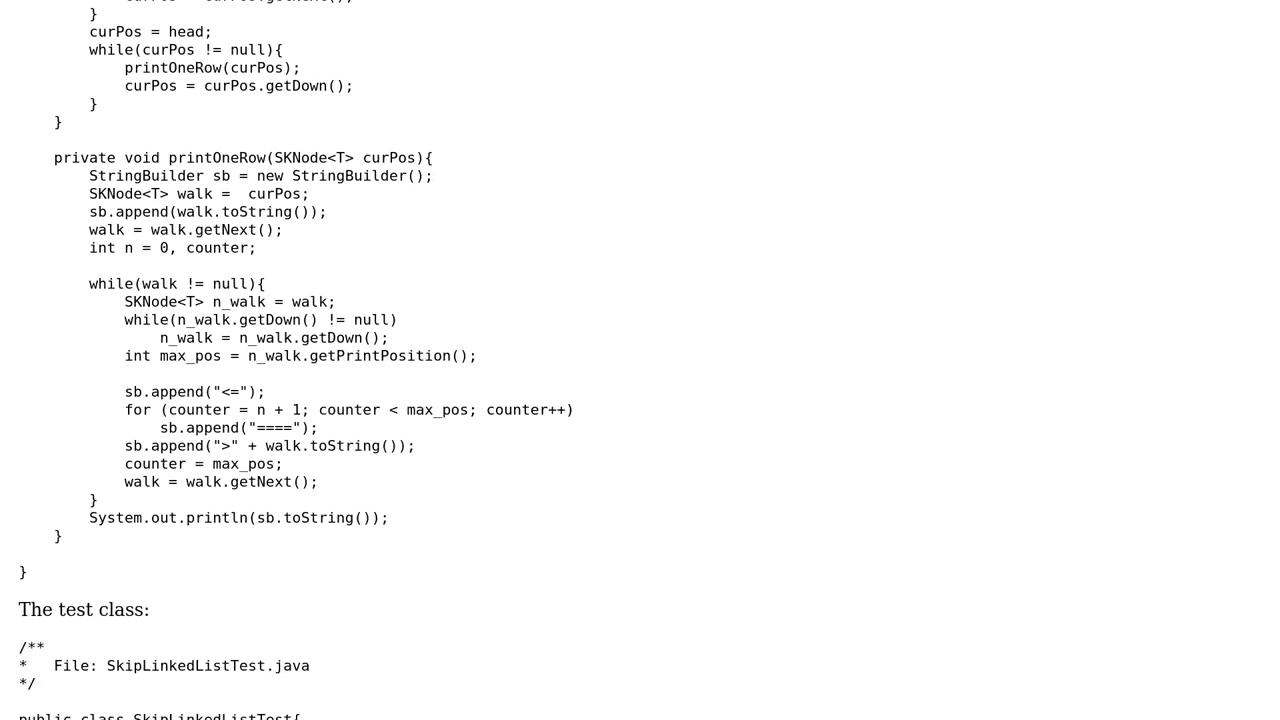 }
        curPos = head;
        while(curPos != null){
            printOneRow(curPos);
            curPos = curPos.getDown();
        }
    }

    private void printOneRow(SKNode<T> curPos){
        StringBuilder sb = new StringBuilder();
        SKNode<T> walk =  curPos;
        sb.append(walk.toString());
        walk = walk.getNext();
        int n = 0, counter;

        while(walk != null){
            SKNode<T> n_walk = walk;
            while(n_walk.getDown() != null)
                n_walk = n_walk.getDown();
            int max_pos = n_walk.getPrintPosition();

            sb.append("<=");
            for (counter = n + 1; counter < max_pos; counter++)
                sb.append("====");
            sb.append(">" + walk.toString());
            counter = max_pos;
            walk = walk.getNext();
        }
        System.out.println(sb.toString());
    }

}
The test class:
/**
*   File: SkipLinkedListTest.java
*/

public class SkipLinkedListTest{